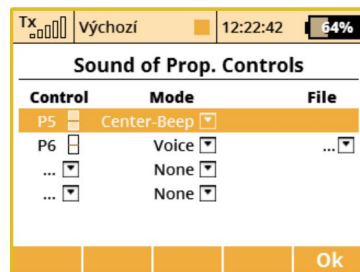 Tx Výchozí 12:22:42 64%
Sound of Prop. Controls
Control Mode File
P5 Center-Beep
P6 Voice ...
... None
... None
Ok